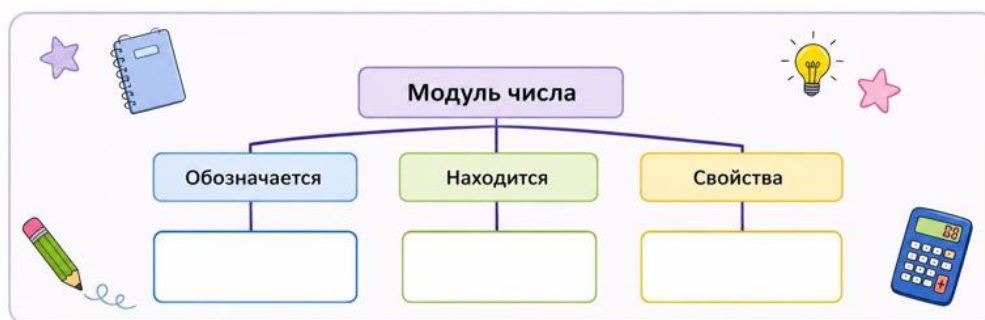 Модуль числа
Обозначается
Находится
Свойства